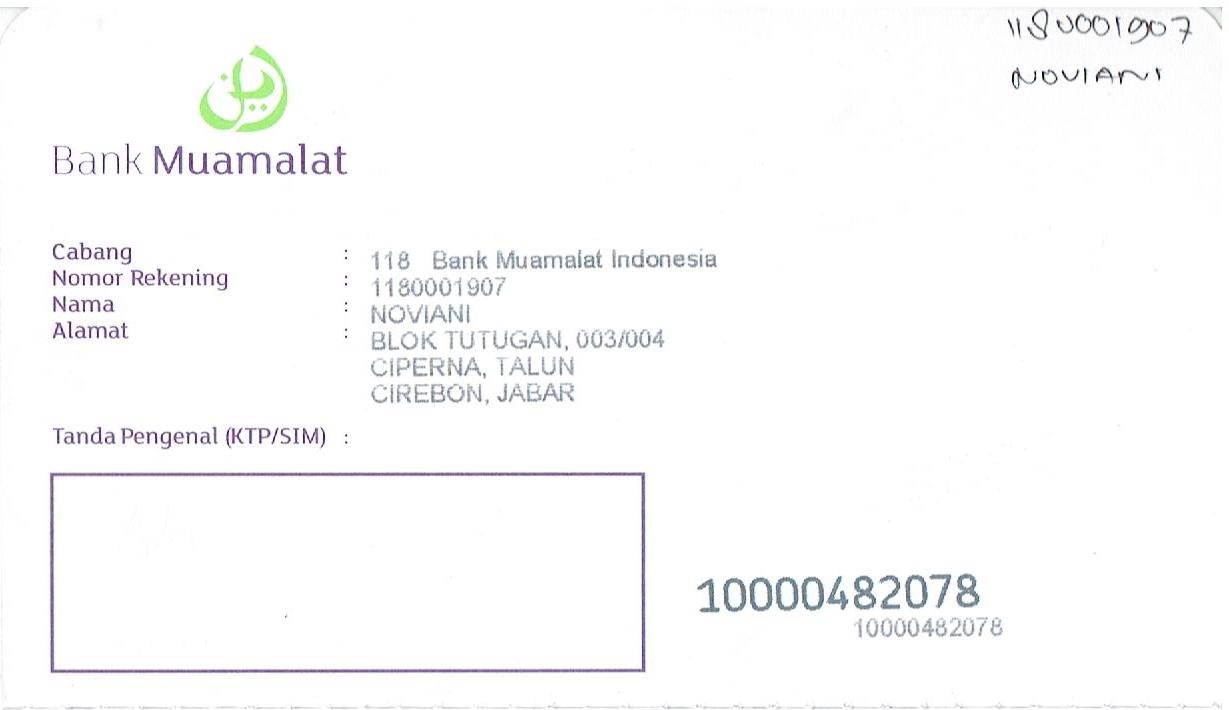 1180001907
NOVIANI
Bank Muamalat
Cabang : 118 Bank Muamalat Indonesia
Nomor Rekening : 1180001907
Nama : NOVIANI
Alamat : BLOK TUTUGAN, 003/004
CIPERNA, TALUN
CIREBON, JABAR
Tanda Pengenal (KTP/SIM) :
10000482078
10000482078